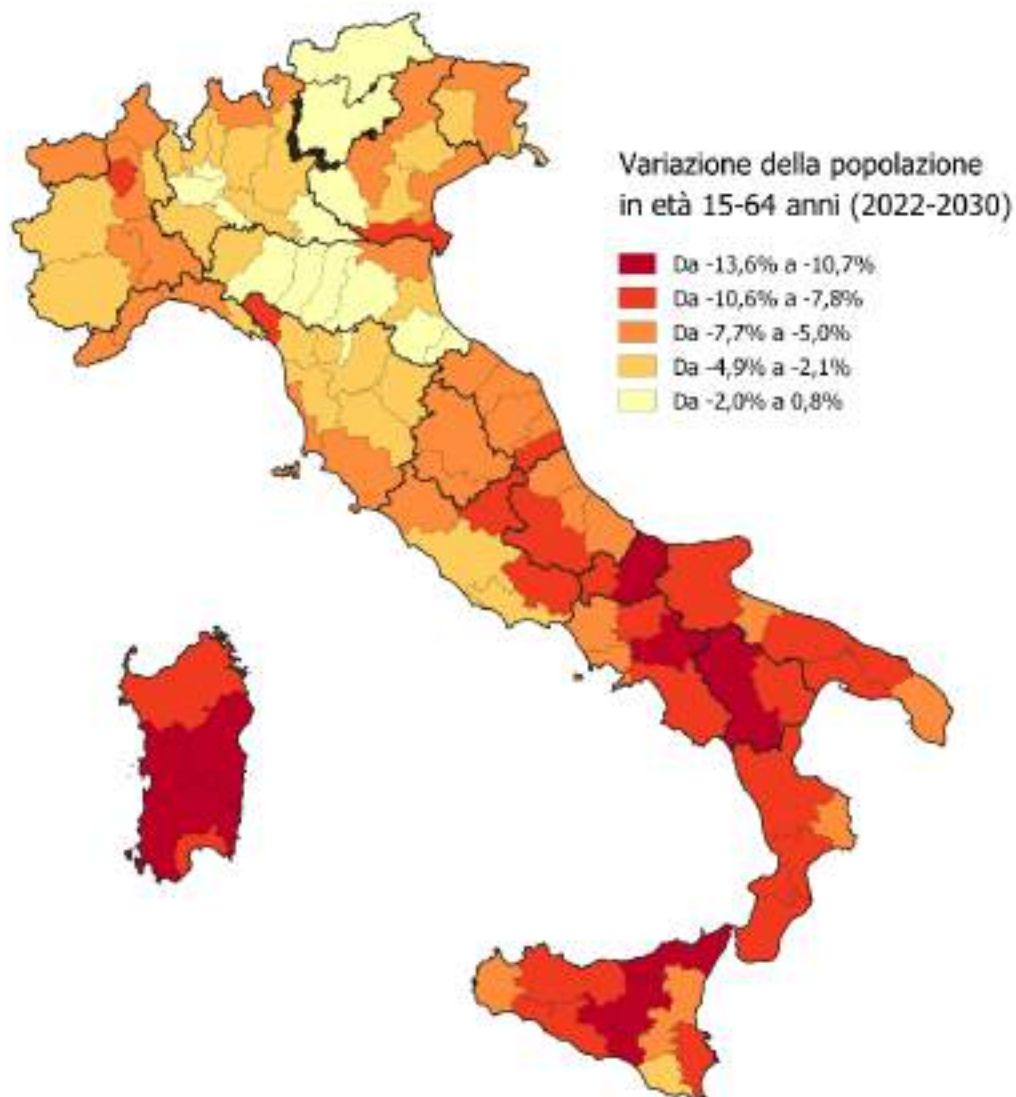 Variazione della popolazione
in età 15-64 anni (2022-2030)
Da -13,6% a -10,7%
Da -10,6% a -7,8%
Da -7,7% a -5,0%
Da -4,9% a -2,1%
Da -2,0% a 0,8%